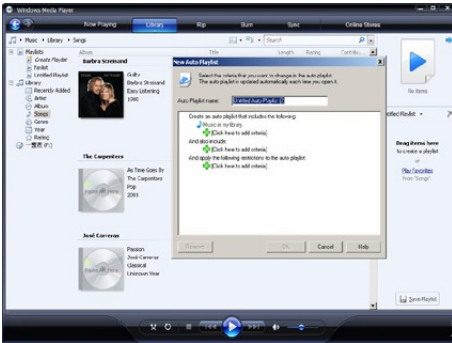 Windows Media Player
Now Playing
Library
Rip
Burn
Sync
Online Stores
Music
Library
Songs
Search
Playlists
Create Playlist
Untitled Playlist
Library
Recently Added
Artist
Album
Songs
Genre
Year
Rating
(F:)
Album
Title
Length
Rating
Contribu...
Barbra Streisand
Guilty
Barbra Streisand
Easy Listening
1980
The Carpenters
As Time Goes By
The Carpenters
Pop
2001
José Carreras
Passion
José Carreras
Classical
Unknown Year
New Auto Playlist
Select the criteria that you want to change in the auto playlist.
The auto playlist is updated automatically each time you open it.
Auto Playlist name:
Create an auto playlist that includes the following:
Music in my library
[Click here to add criteria]
And also include:
[Click here to add criteria]
And apply the following restrictions to the auto playlist:
[Click here to add criteria]
Remove
OK
Cancel
Help
No items
Drag items here
to create a playlist.
or
Play Favorites
from 'Songs'.
Save Playlist